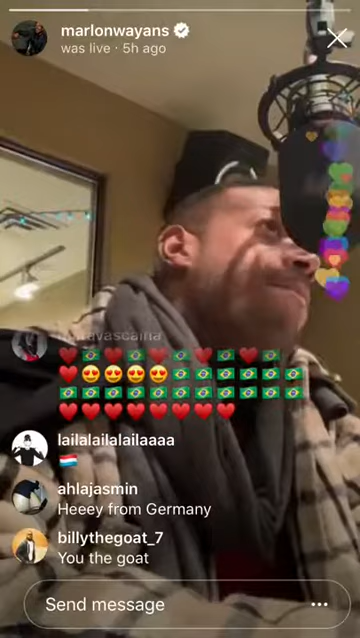 marlonwayans
was live · 5h ago
lailalailalailaaaa
ahlajasmin
Heeey from Germany
billythegoat_7
You the goat
Send message